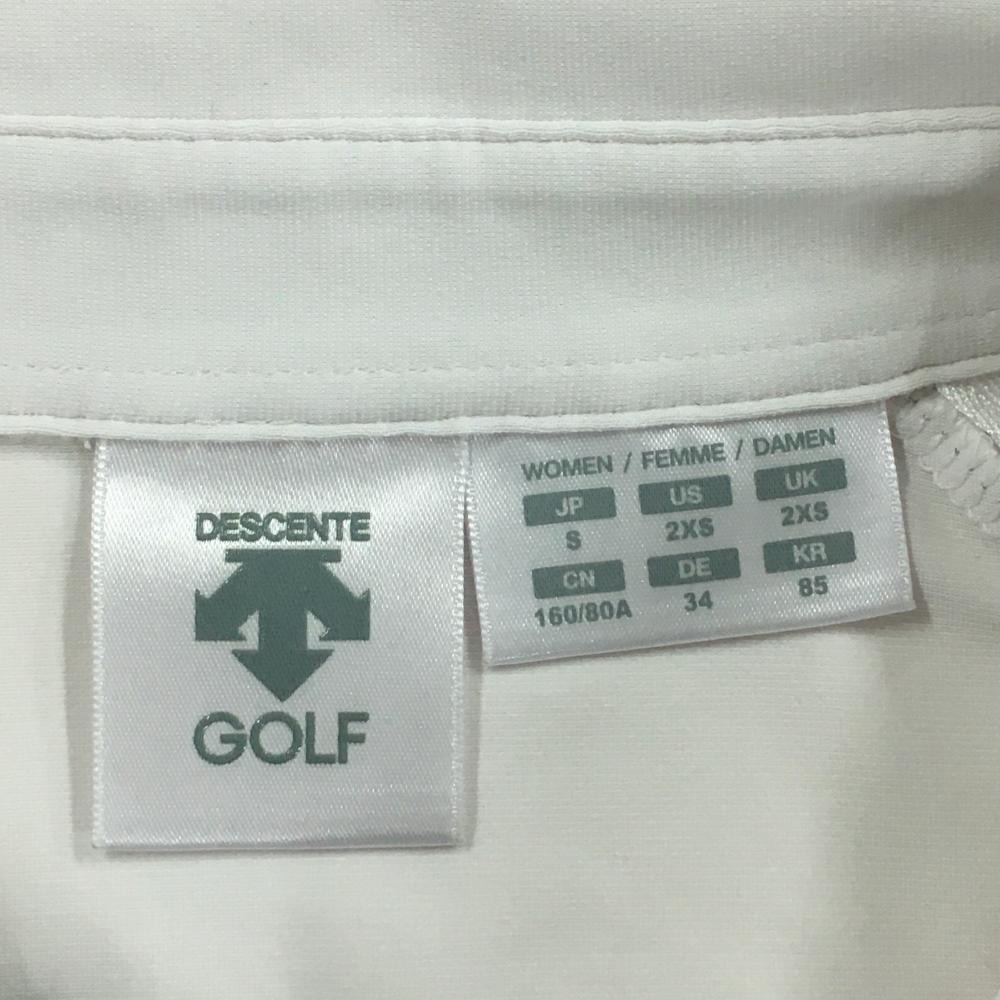 DESCENTE
GOLF
WOMEN / FEMME / DAMEN
JP US UK
S 2XS 2XS
CN DE KR
160/80A 34 85